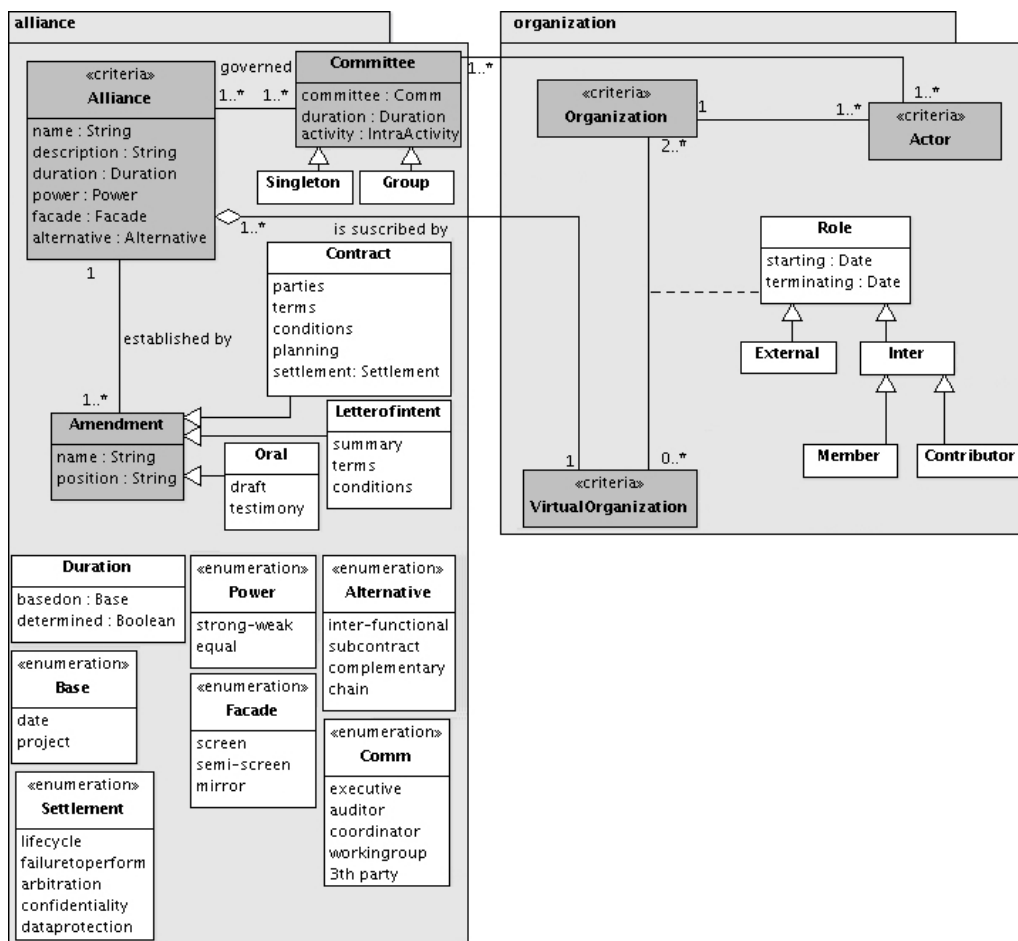 alliance
«criteria»
Alliance
name : String
description : String
duration : Duration
power : Power
facade : Facade
alternative : Alternative
governed
1..*
1..*
Committee
committee : Comm
duration : Duration
activity : IntraActivity
Singleton
Group
1..*
is suscribed by
1
established by
1..*
Contract
parties
terms
conditions
planning
settlement: Settlement
Amendment
name : String
position : String
Letterofintent
summary
terms
conditions
Oral
draft
testimony
Duration
basedon : Base
determined : Boolean
«enumeration»
Power
strong-weak
equal
«enumeration»
Alternative
inter-functional
subcontract
complementary
chain
«enumeration»
Base
date
project
«enumeration»
Facade
screen
semi-screen
mirror
«enumeration»
Comm
executive
auditor
coordinator
workingroup
3th party
«enumeration»
Settlement
lifecycle
failuretoperform
arbitration
confidentiality
dataprotection
organization
1..*
1..*
«criteria»
Organization
1
1..*
«criteria»
Actor
2..*
Role
starting : Date
terminating : Date
External
Inter
Member
Contributor
1
0..*
«criteria»
VirtualOrganization